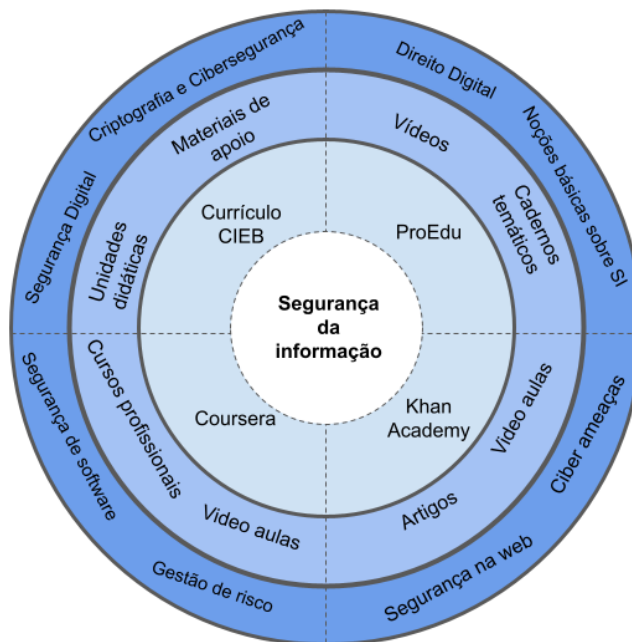 Criptografia e Cibersegurança
Direito Digital
Segurança Digital
Noções básicas sobre SI
Materiais de
apoio
Vídeos
Unidades
didáticas
Cadernos
temáticos
Currículo
CIEB
ProEdu
Segurança
da
informação
Coursera
Khan
Academy
Cursos profissionais
Video aulas
Video aulas
Artigos
Segurança de software
Ciber ameaças
Gestão de risco
Segurança na web